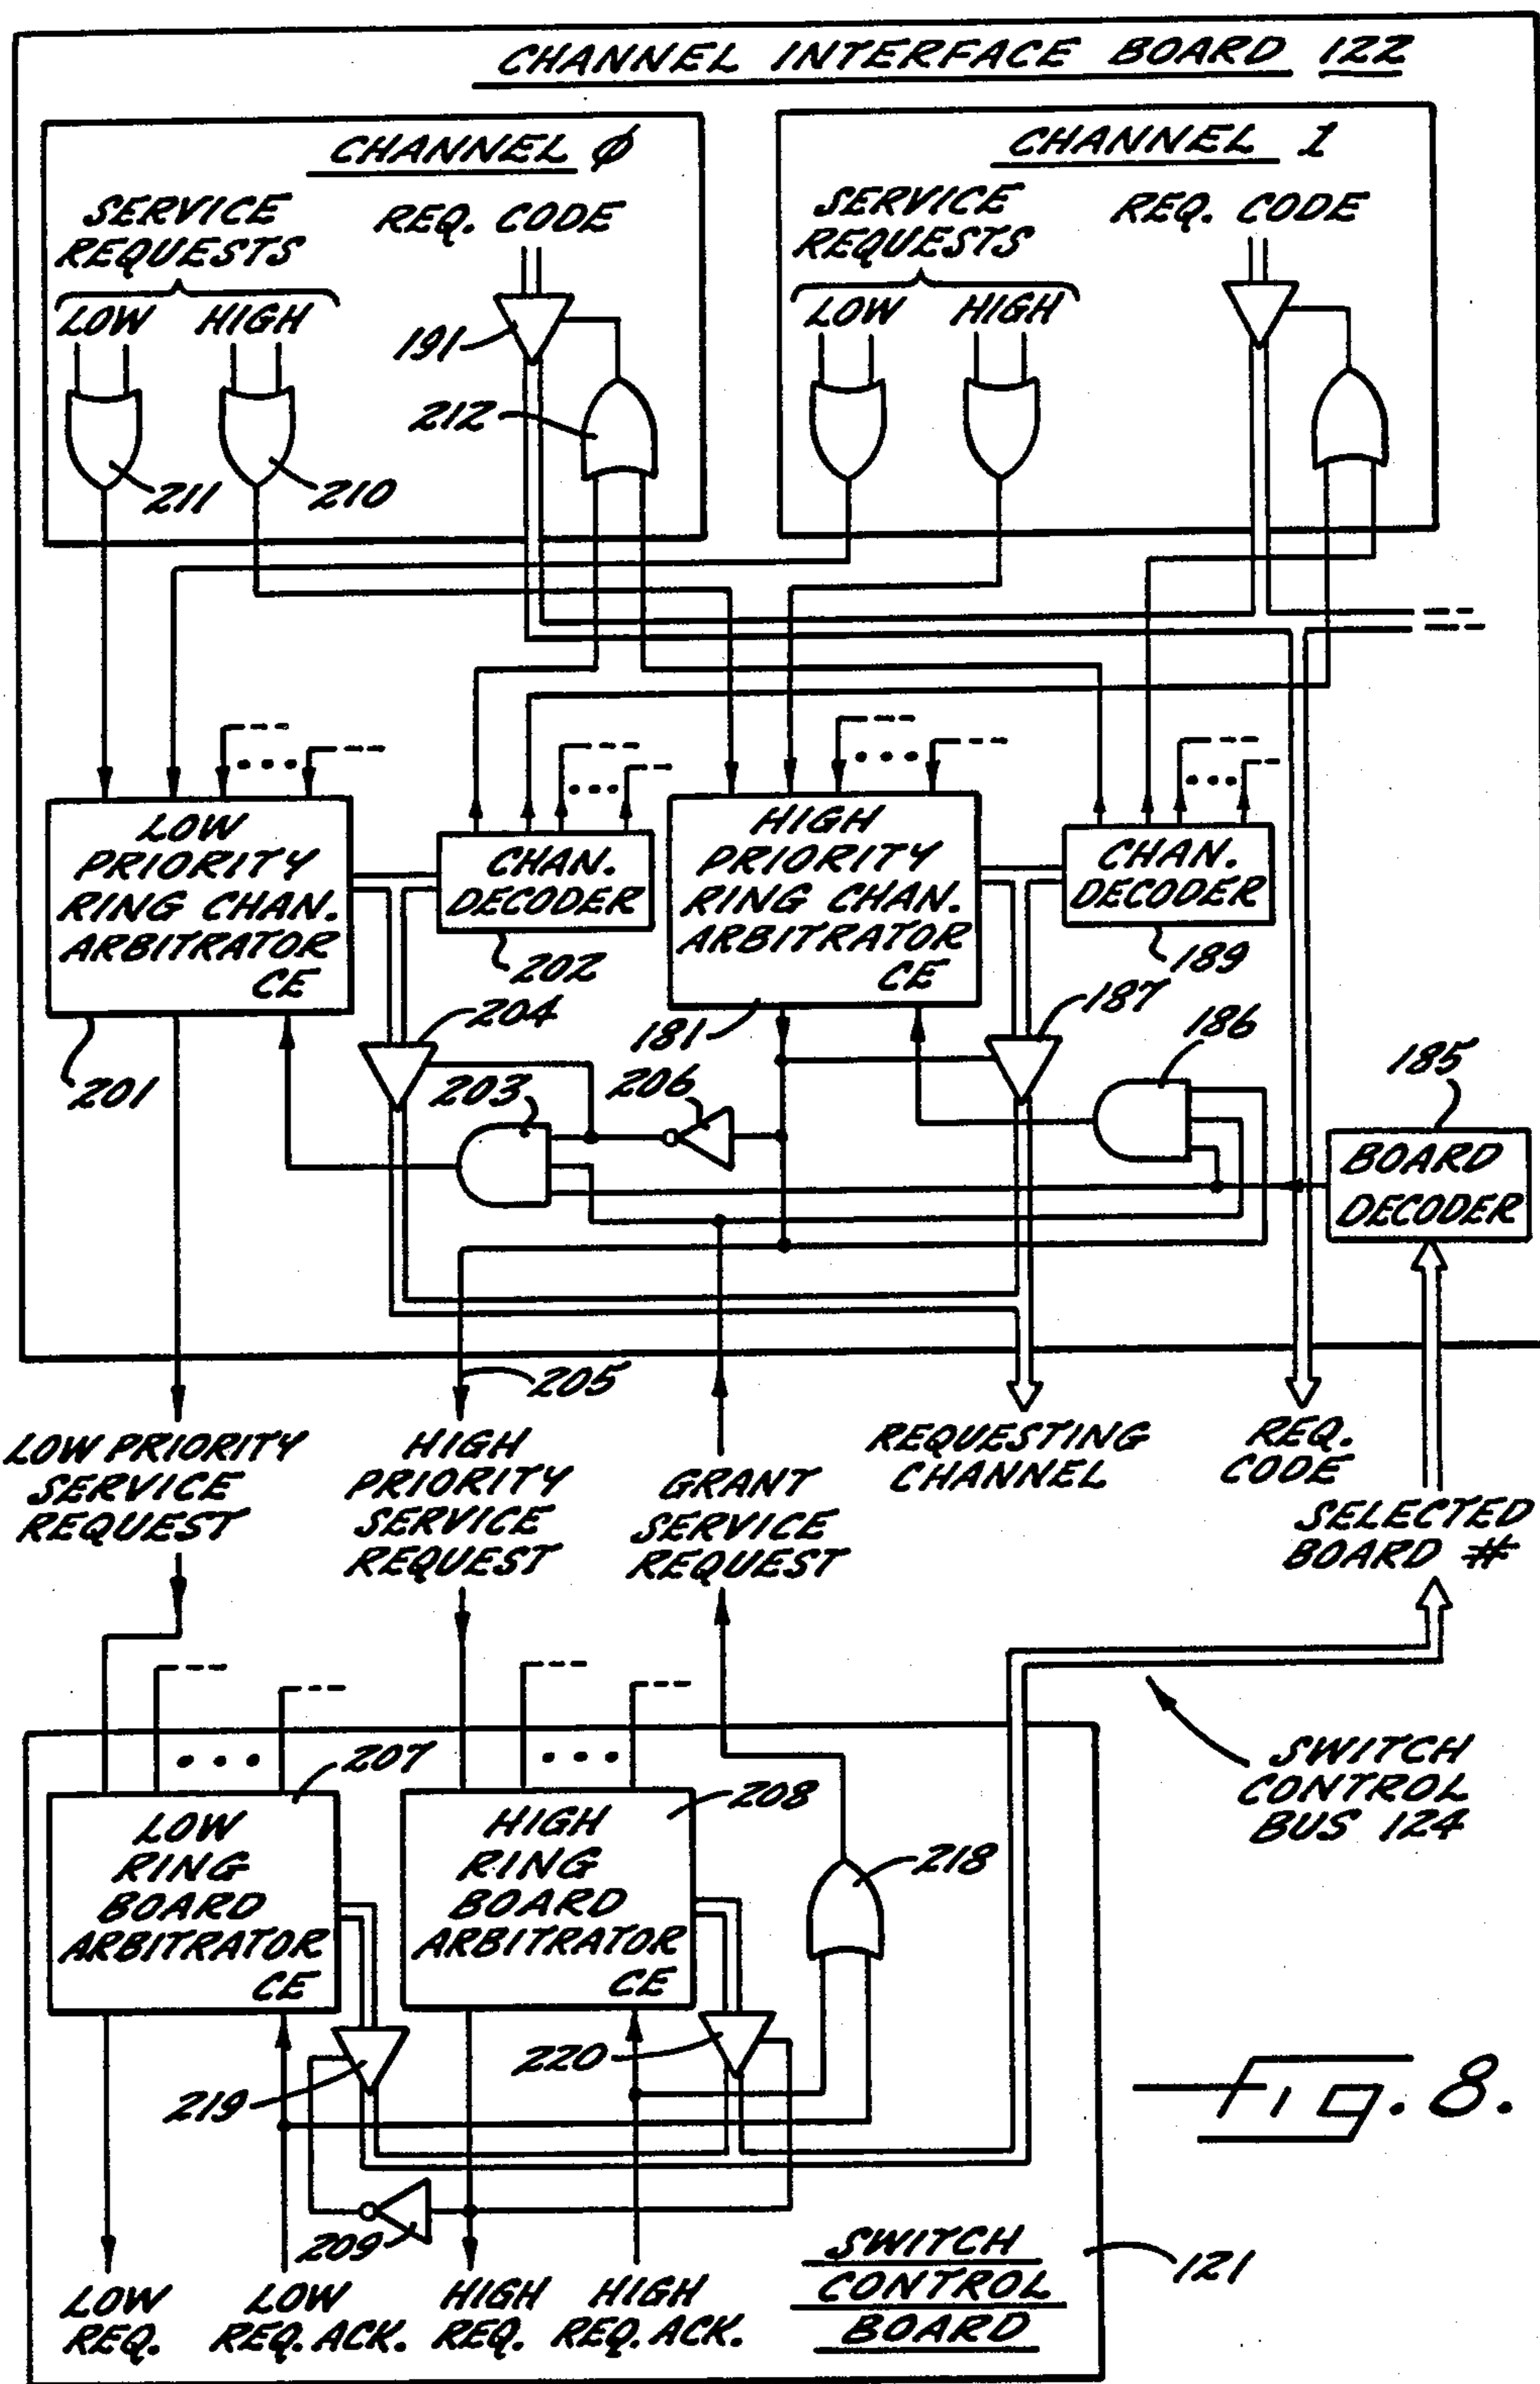 CHANNEL INTERFACE BOARD 122
CHANNEL Ø
SERVICE
REQUESTS
REQ. CODE
LOW HIGH
191
212
211
210
CHANNEL 1
SERVICE
REQUESTS
REQ. CODE
LOW HIGH
LOW
PRIORITY
RING CHAN.
ARBITRATOR
CE
201
CHAN.
DECODER
202
204
203
206
HIGH
PRIORITY
RING CHAN.
ARBITRATOR
CE
181
CHAN.
DECODER
189
187
186
185
BOARD
DECODER
205
LOW PRIORITY
SERVICE
REQUEST
HIGH
PRIORITY
SERVICE
REQUEST
GRANT
SERVICE
REQUEST
REQUESTING
CHANNEL
REQ.
CODE
SELECTED
BOARD #
SWITCH
CONTROL
BUS 124
207
LOW
RING
BOARD
ARBITRATOR
CE
208
HIGH
RING
BOARD
ARBITRATOR
CE
218
219
220
209
LOW
REQ.
LOW
REQ. ACK.
HIGH
REQ.
HIGH
REQ. ACK.
SWITCH
CONTROL
BOARD
121
Fig. 8.